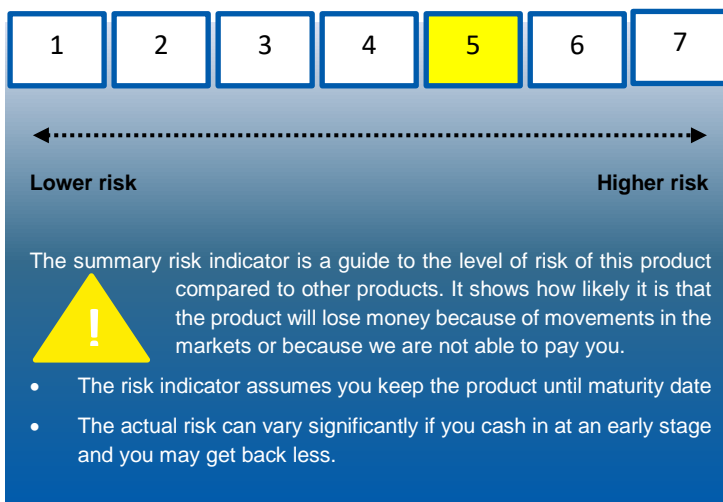 1 2 3 4 5 6 7
Lower risk Higher risk
The summary risk indicator is a guide to the level of risk of this product
compared to other products. It shows how likely it is that
the product will lose money because of movements in the
markets or because we are not able to pay you.
!
• The risk indicator assumes you keep the product until maturity date
• The actual risk can vary significantly if you cash in at an early stage
and you may get back less.